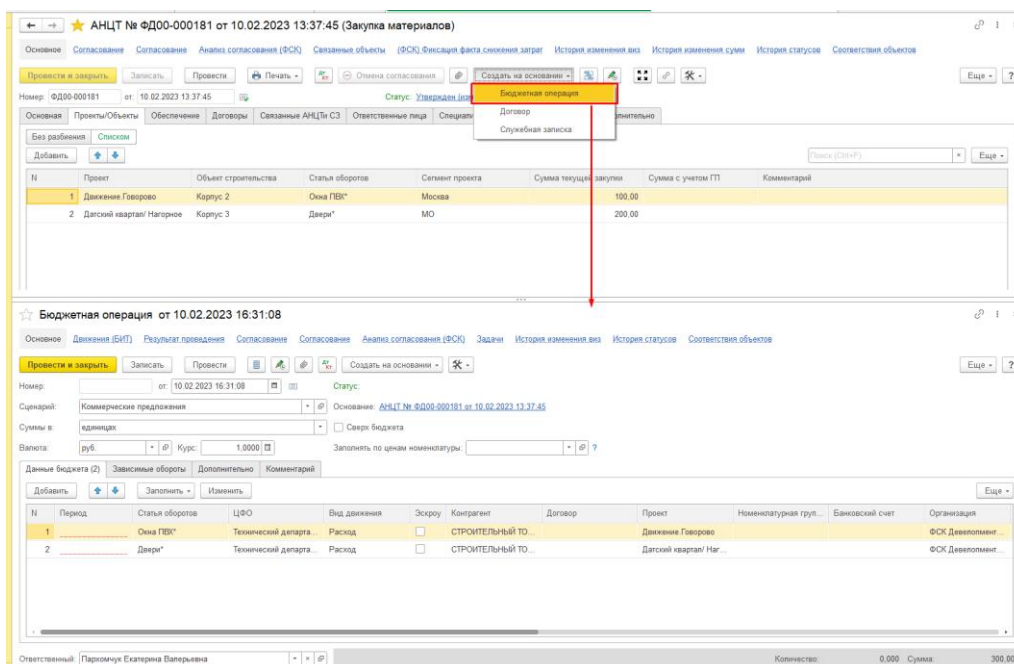 АНЦТ № ФД00-000181 от 10.02.2023 13:37:45 (Закупка материалов)
Основное Согласование Согласование Анализ согласования (ФСК) Связанные объекты (ФСК) Фиксация факта снижения затрат История изменения виз История изменения сумм История статусов Соответствия объектов
Провести и закрыть Записать Провести Печать Отмена согласования Создать на основании Еще ?
Номер: ФД00-000181 от: 10.02.2023 13:37:45 Статус: Утвержден Бюджетная операция
Основная Проекты/Объекты Обеспечение Договоры Связанные АНЦТи СЗ Ответственные лица Договор
Служебная записка
Без разбиения Списком
Добавить Поиск (Ctrl+F) × Еще
N Проект Объект строительства Статья оборотов Сегмент проекта Сумма текущей закупки Сумма с учетом ГП Комментарий
1 Движение.Говорово Корпус 2 Окна ПВХ* Москва 100,00
2 Датский квартал/ Нагорное Корпус 3 Двери* МО 200,00
Бюджетная операция от 10.02.2023 16:31:08
Основное Движения (БИТ) Результат проведения Согласование Согласование Анализ согласования (ФСК) Задачи История изменения виз История статусов Соответствия объектов
Провести и закрыть Записать Провести Создать на основании Еще ?
Номер: от: 10.02.2023 16:31:08 Статус:
Сценарий: Коммерческие предложения Основание: АНЦТ № ФД00-000181 от 10.02.2023 13:37:45
Суммы в: единицах Сверх бюджета
Валюта: руб. Курс: 1.0000 Заполнять по ценам номенклатуры: ?
Данные бюджета (2) Зависимые обороты Дополнительно Комментарий
Добавить Заполнить Изменить Еще
N Период Статья оборотов ЦФО Вид движения Эскроу Контрагент Договор Проект Номенклатурная груп... Банковский счет Организация
1 Окна ПВХ* Технический департа... Расход СТРОИТЕЛЬНЫЙ ТО... Движение.Говорово ФСК Девелопмент...
2 Двери* Технический департа... Расход СТРОИТЕЛЬНЫЙ ТО... Датский квартал/ Наг... ФСК Девелопмент...
Ответственный: Пархомчук Екатерина Валерьевна × Количество: 0,000 Сумма: 300,00